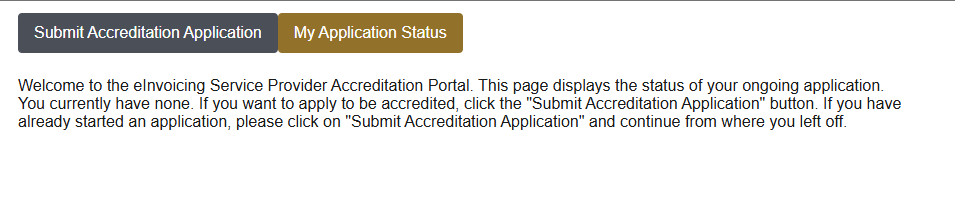 Submit Accreditation Application
My Application Status
Welcome to the eInvoicing Service Provider Accreditation Portal. This page displays the status of your ongoing application.
You currently have none. If you want to apply to be accredited, click the "Submit Accreditation Application" button. If you have
already started an application, please click on "Submit Accreditation Application" and continue from where you left off.